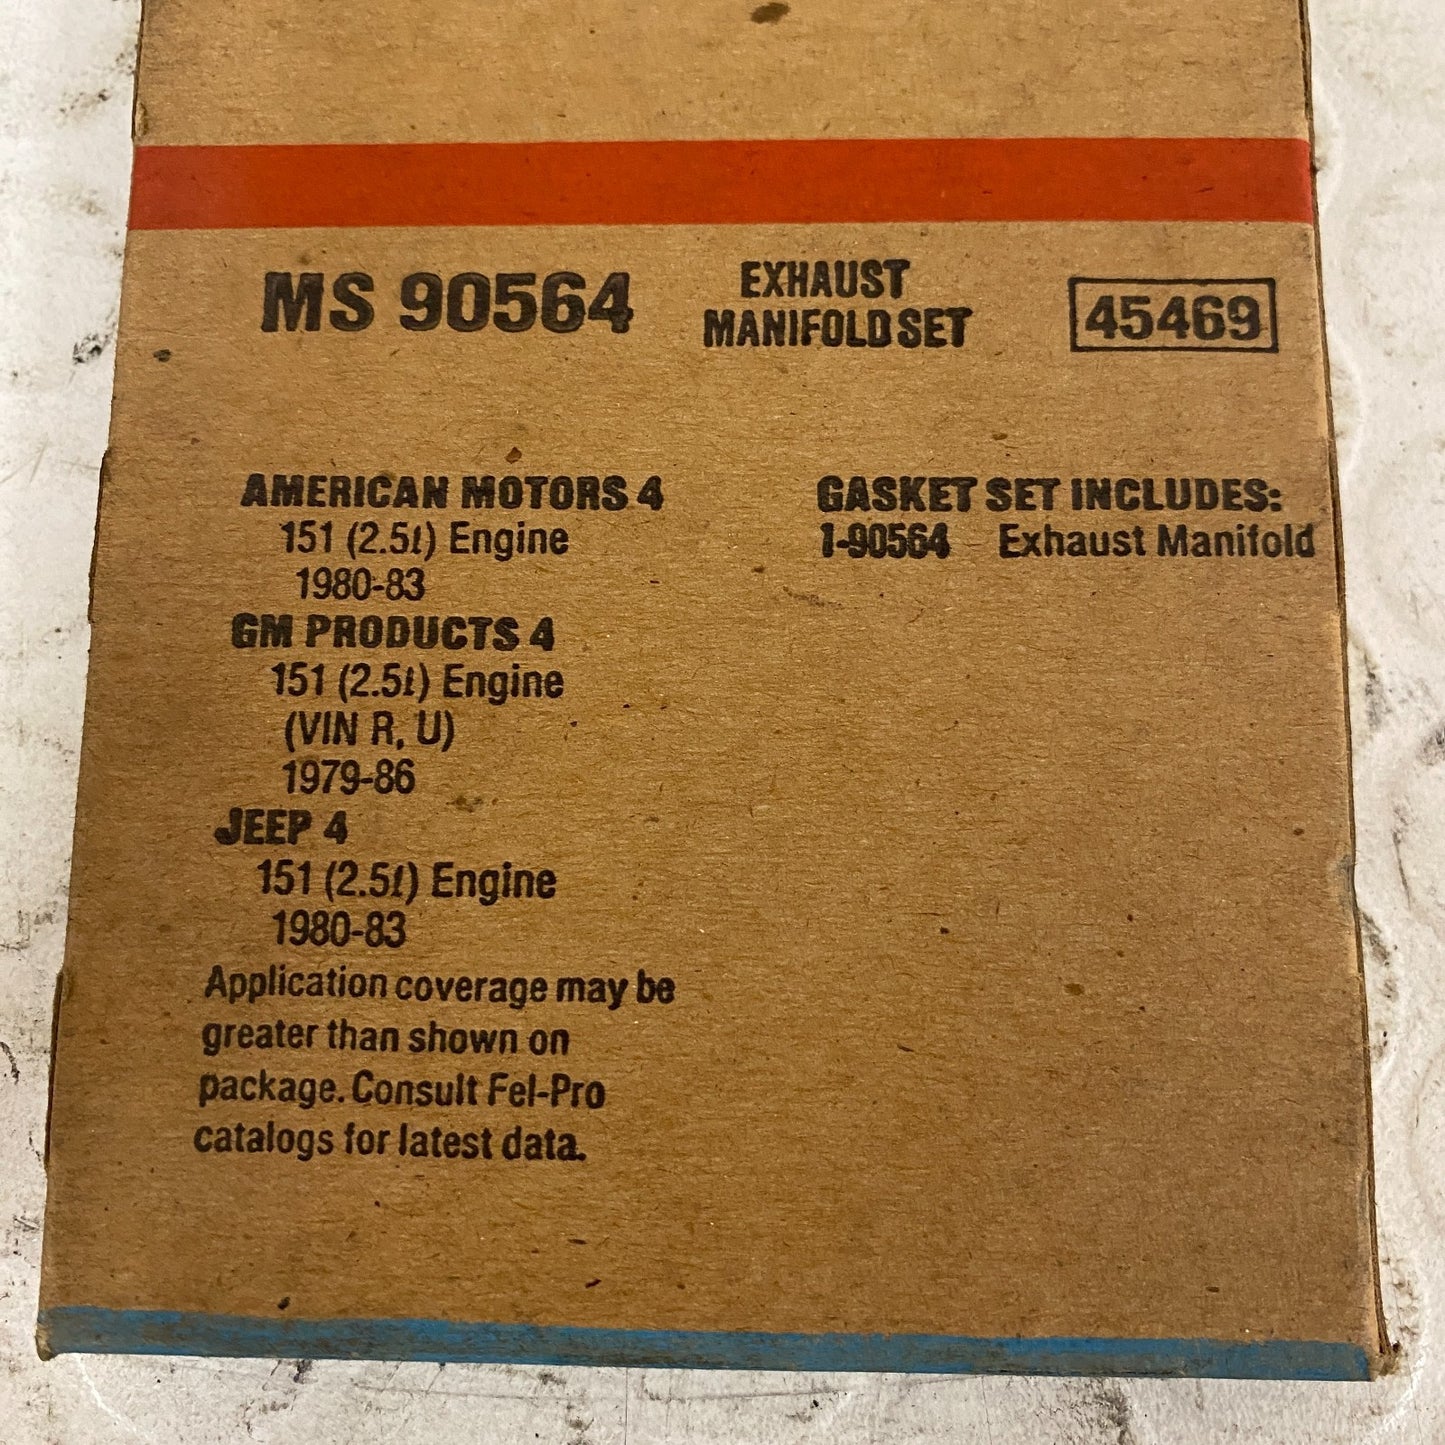 MS 90564
EXHAUST
MANIFOLD SET
45469
AMERICAN MOTORS 4
151 (2.5l) Engine
1980-83
GM PRODUCTS 4
151 (2.5l) Engine
(VIN R, U)
1979-86
JEEP 4
151 (2.5l) Engine
1980-83
Application coverage may be
greater than shown on
package. Consult Fel-Pro
catalogs for latest data.
GASKET SET INCLUDES:
1-90564 Exhaust Manifold